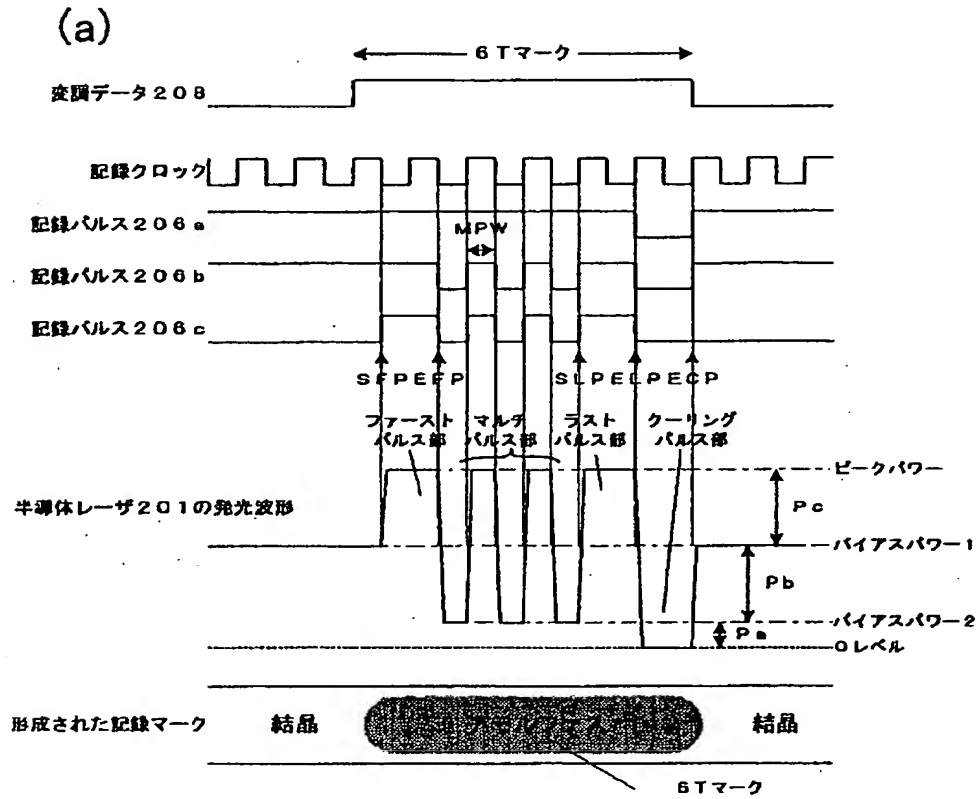 (a)
6Tマーク
変調データ208
記録クロック
記録パルス206a
MPW
記録パルス206b
記録パルス206c
SFP EFP SLP ELP ECP
ファースト
パルス部
マルチ
パルス部
ラスト
パルス部
クーリング
パルス部
ピークパワー
半導体レーザ201の発光波形
Pc
バイアスパワー1
Pb
バイアスパワー2
Pa
0レベル
形成された記録マーク
結晶
アモルファス
結晶
6Tマーク